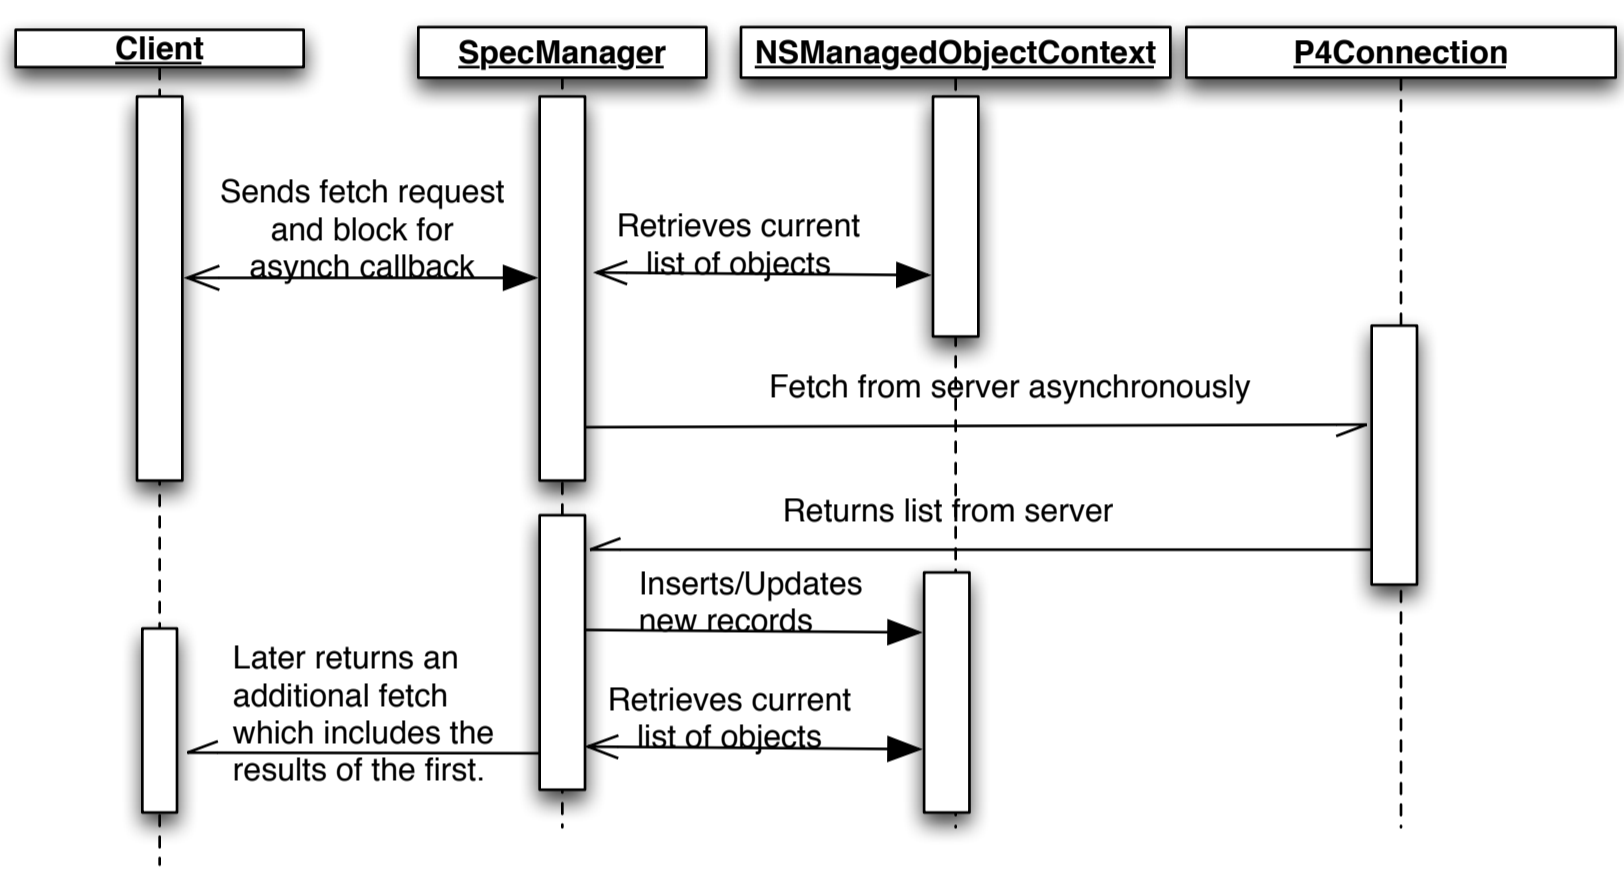 Client
SpecManager
NSManagedObjectContext
P4Connection
Sends fetch request
and block for
asynch callback
Retrieves current
list of objects
Fetch from server asynchronously
Returns list from server
Inserts/Updates
new records
Later returns an
additional fetch
which includes the
results of the first.
Retrieves current
list of objects